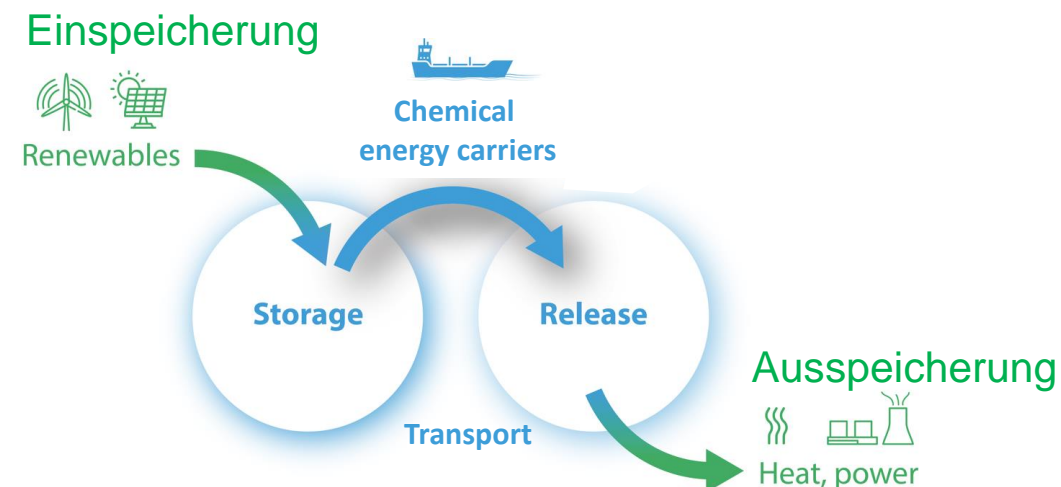 Einspeicherung
Renewables
Chemical
energy carriers
Storage
Release
Transport
Ausspeicherung
Heat, power